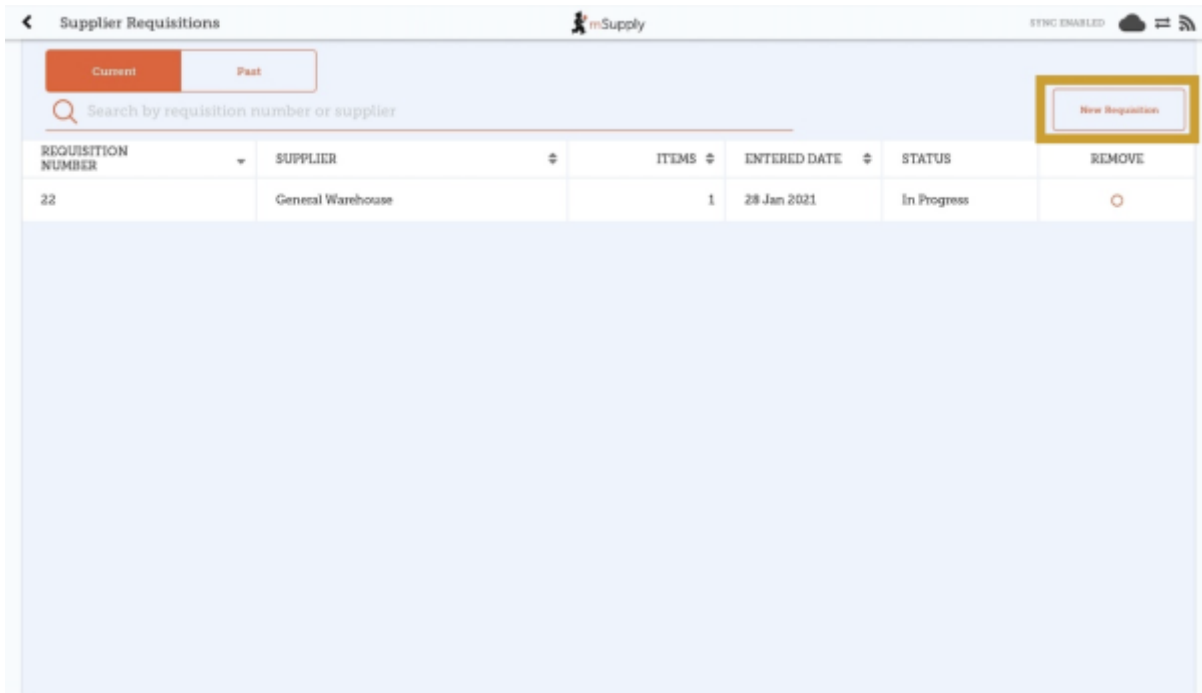 Supplier Requisitions
mSupply
SYNC ENABLED
Current
Past
Search by requisition number or supplier
New Requisition
REQUISITION
NUMBER
SUPPLIER
ITEMS
ENTERED DATE
STATUS
REMOVE
22
General Warehouse
1
28 Jan 2021
In Progress